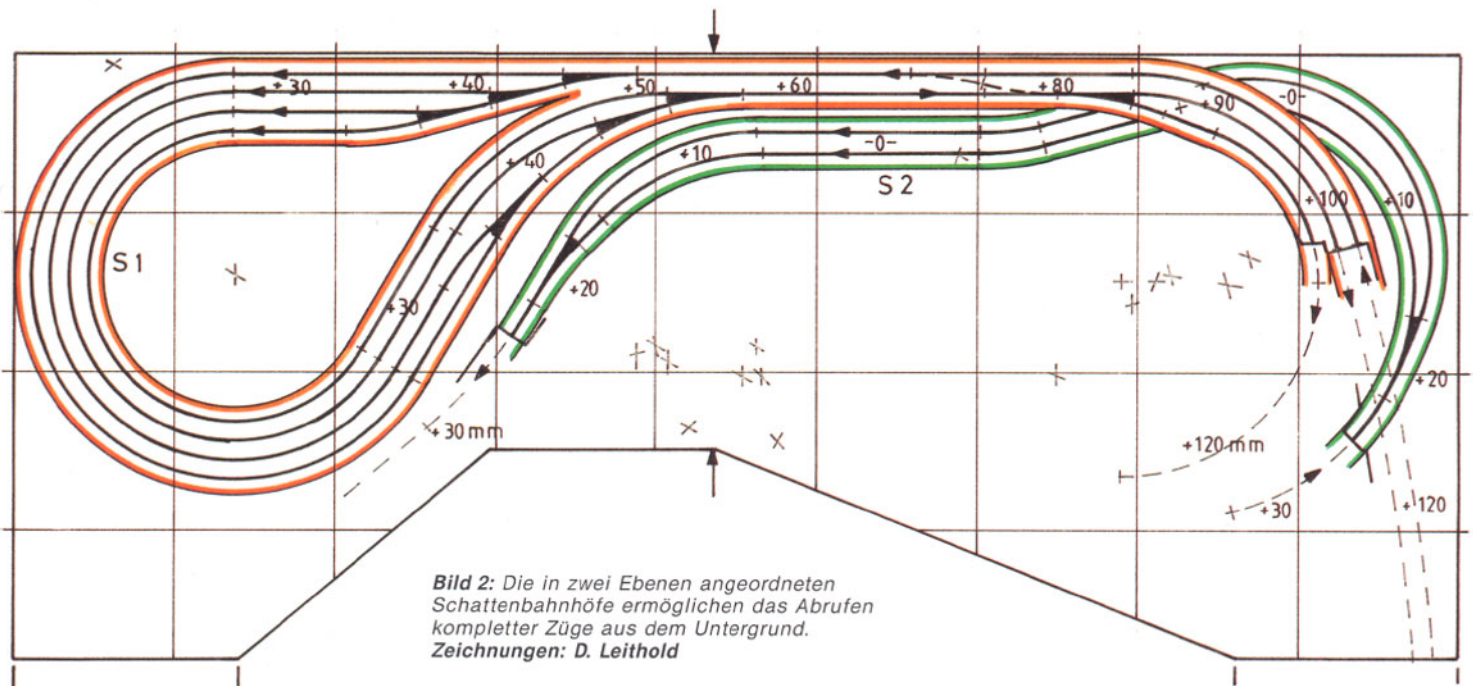 +30
+40
+50
+60
+80
+90
-0-
+40
+10
-0-
S 2
+100
+10
S 1
+30
+20
+20
+30 mm
+120 mm
+30
+120
Bild 2: Die in zwei Ebenen angeordneten
Schattenbahnhöfe ermöglichen das Abrufen
kompletter Züge aus dem Untergrund.
Zeichnungen: D. Leithold